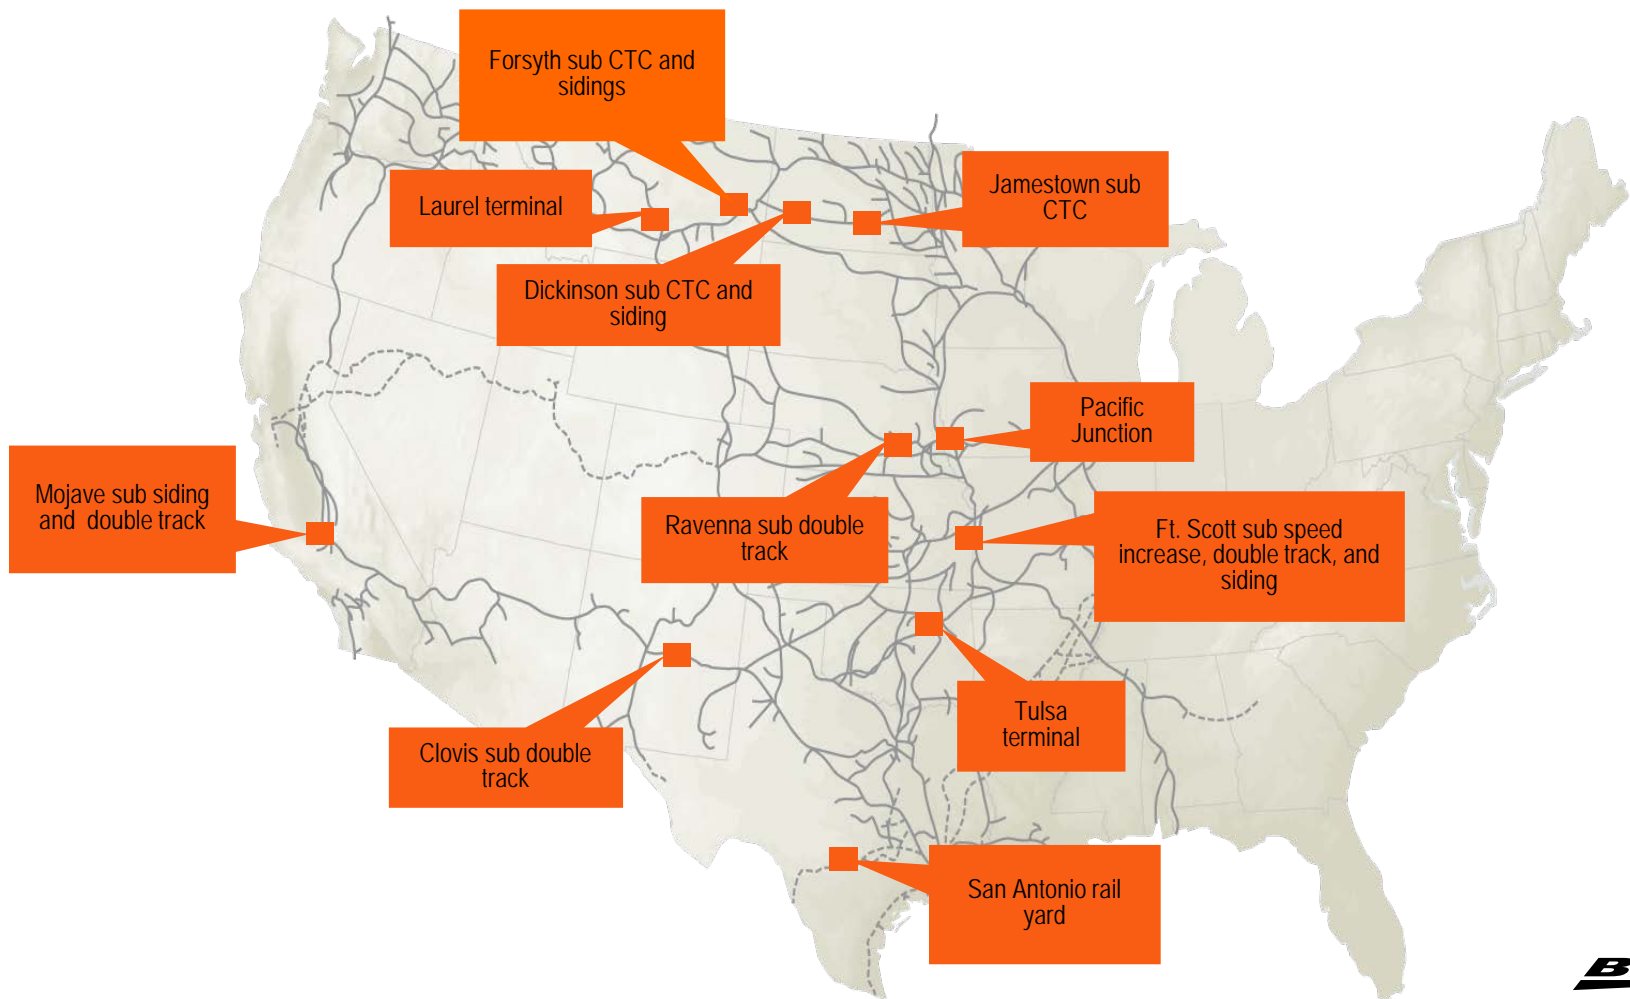 Forsyth sub CTC and
sidings
Jamestown sub
CTC
Laurel terminal
Dickinson sub CTC and
siding
Pacific
Junction
Mojave sub siding
and double track
Ravenna sub double
track
Ft. Scott sub speed
increase, double track, and
siding
Tulsa
terminal
Clovis sub double
track
San Antonio rail
yard
B